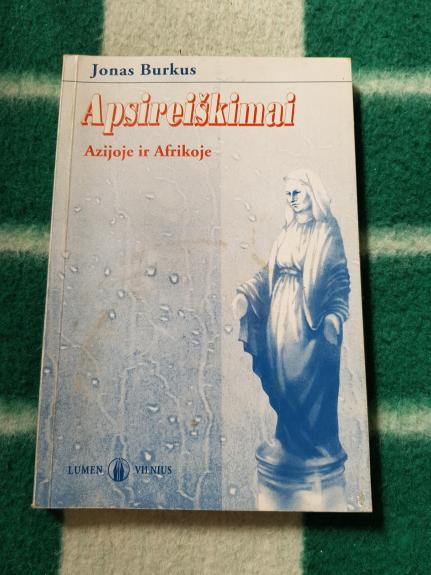 Jonas Burkus
Apsireiškimai
Azijoje ir Afrikoje
LUMEN VILNIUS